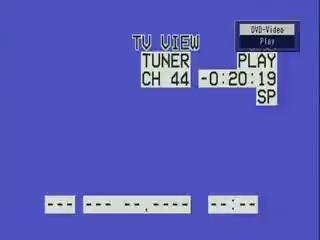 DVD-Video
Play
TV VIEW
TUNER PLAY
CH 44 -0:20:19
SP
--- --- --,---- --:--